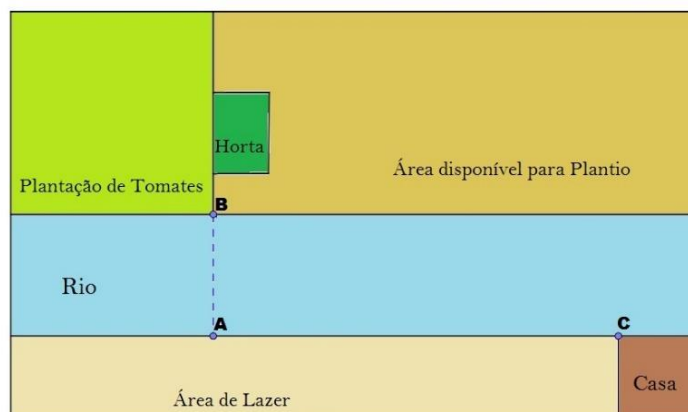 Horta
Área disponível para Plantio
Plantação de Tomates
B
Rio
A
C
Casa
Área de Lazer